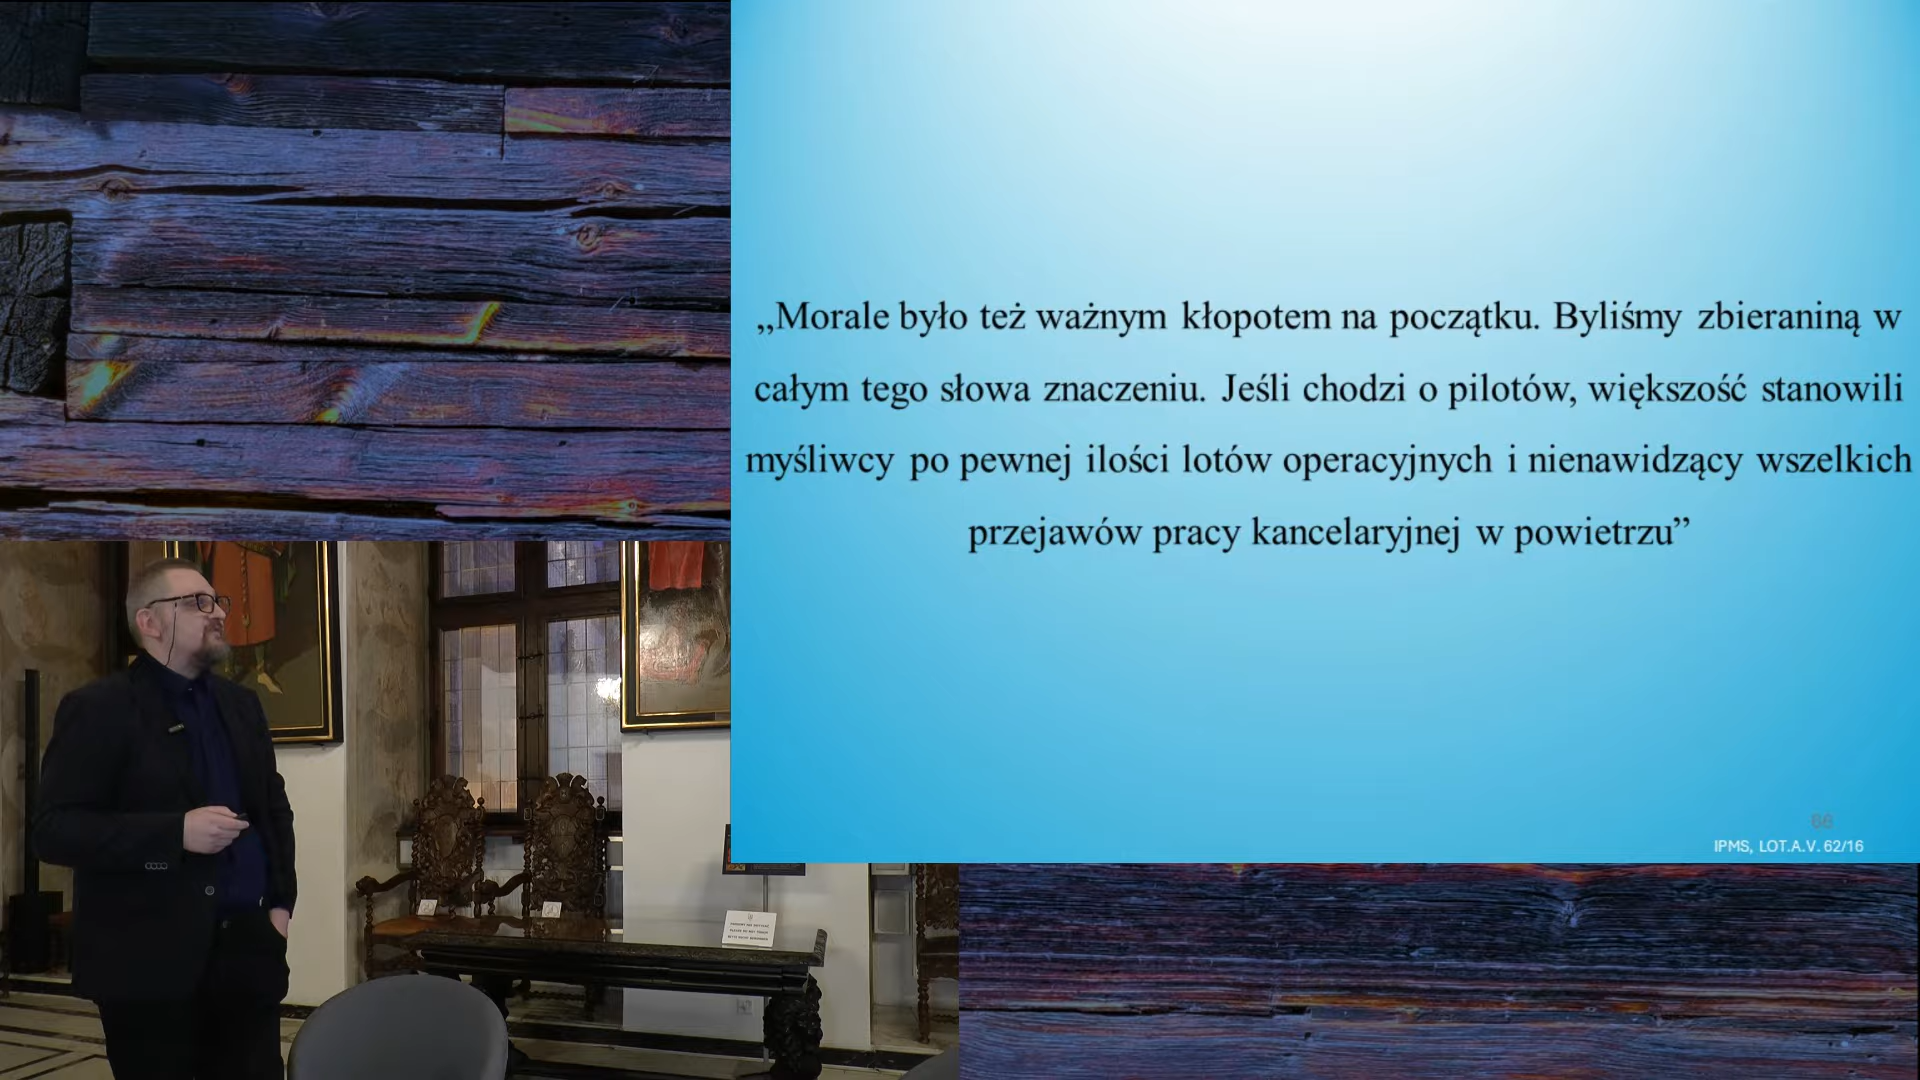 „Morale było też ważnym kłopotem na początku. Byliśmy zbieraniną w
całym tego słowa znaczeniu. Jeśli chodzi o pilotów, większość stanowili
myśliwcy po pewnej ilości lotów operacyjnych i nienawidzący wszelkich
przejawów pracy kancelaryjnej w powietrzu”
IPMS, LOT.A.V. 62/16